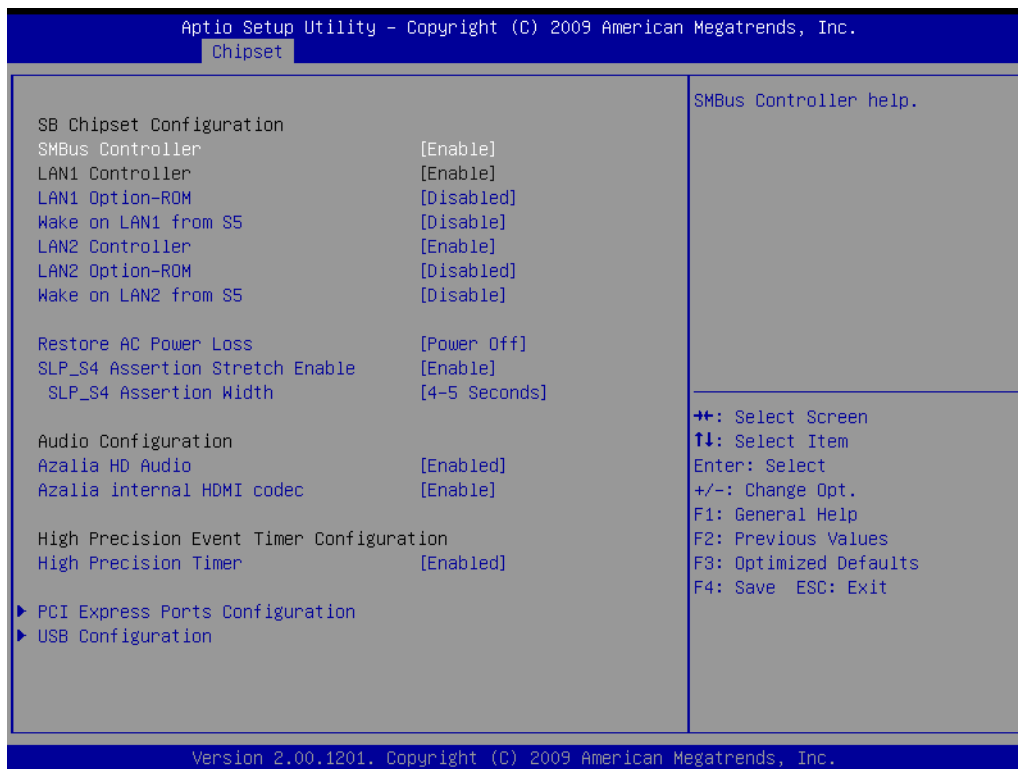 Aptio Setup Utility – Copyright (C) 2009 American Megatrends, Inc.
Chipset
SB Chipset Configuration
SMBus Controller [Enable]
LAN1 Controller [Enable]
LAN1 Option-ROM [Disabled]
Wake on LAN1 from S5 [Disable]
LAN2 Controller [Enable]
LAN2 Option-ROM [Disabled]
Wake on LAN2 from S5 [Disable]
Restore AC Power Loss [Power Off]
SLP_S4 Assertion Stretch Enable [Enable]
SLP_S4 Assertion Width [4-5 Seconds]
Audio Configuration
Azalia HD Audio [Enabled]
Azalia internal HDMI codec [Enable]
High Precision Event Timer Configuration
High Precision Timer [Enabled]
▶ PCI Express Ports Configuration
▶ USB Configuration
SMBus Controller help.
→←: Select Screen
↑↓: Select Item
Enter: Select
+/-: Change Opt.
F1: General Help
F2: Previous Values
F3: Optimized Defaults
F4: Save ESC: Exit
Version 2.00.1201. Copyright (C) 2009 American Megatrends, Inc.